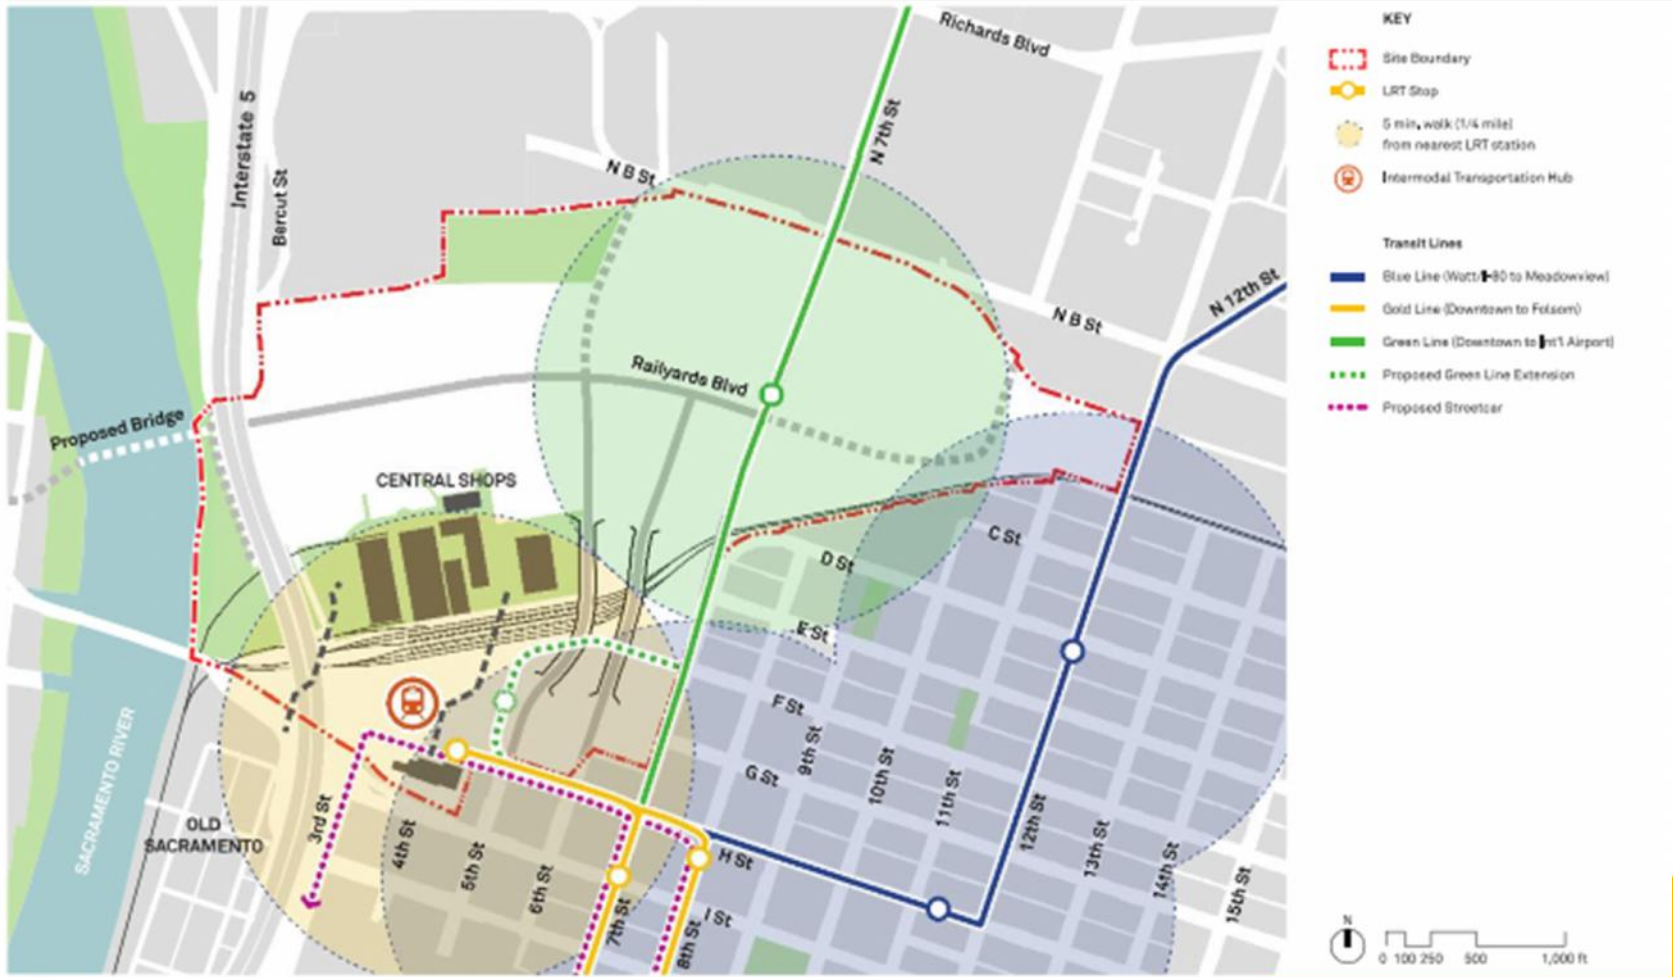 Richards Blvd
Interstate 5
Bercut St
N 7th St
N B St
N 12th St
N B St
Railyards Blvd
Proposed Bridge
CENTRAL SHOPS
C St
D St
E St
F St
G St
9th St
10th St
11th St
12th St
13th St
14th St
15th St
SACRAMENTO RIVER
OLD
SACRAMENTO
3rd St
4th St
5th St
6th St
7th St
8th St
H St
I St
KEY
Site Boundary
LRT Stop
5 min. walk (1/4 mile)
from nearest LRT station
Intermodal Transportation Hub
Transit Lines
Blue Line (Watt/I-80 to Meadowview)
Gold Line (Downtown to Folsom)
Green Line (Downtown to Int'l Airport)
Proposed Green Line Extension
Proposed Streetcar
N
0 100 250 500 1,000 ft